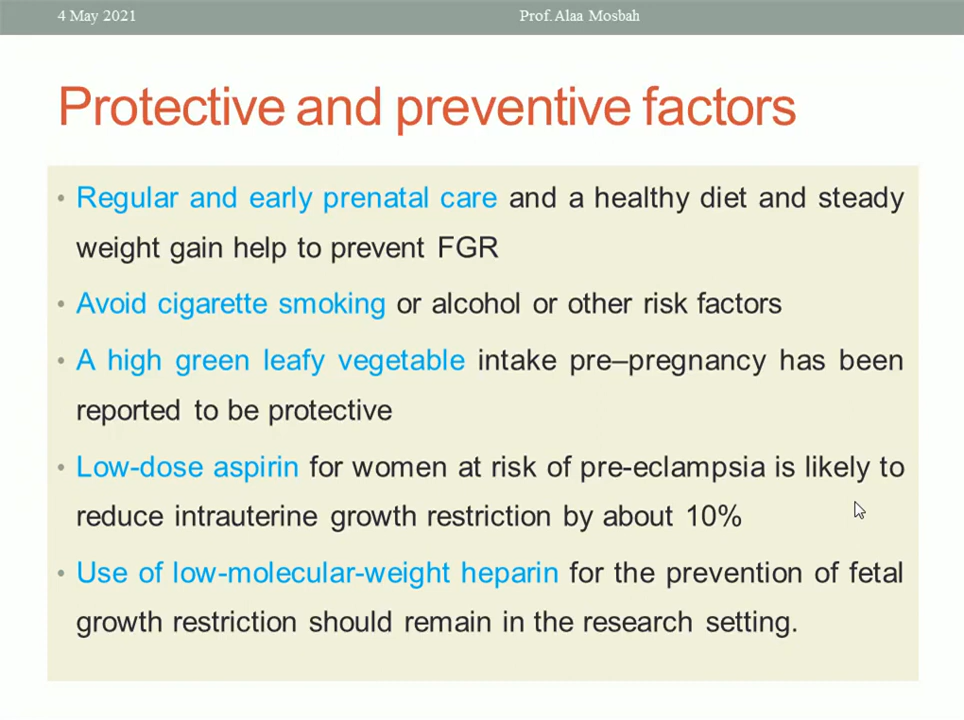 4 May 2021 Prof.Alaa Mosbah
Protective and preventive factors
• Regular and early prenatal care and a healthy diet and steady
weight gain help to prevent FGR
• Avoid cigarette smoking or alcohol or other risk factors
• A high green leafy vegetable intake pre–pregnancy has been
reported to be protective
• Low-dose aspirin for women at risk of pre-eclampsia is likely to
reduce intrauterine growth restriction by about 10%
• Use of low-molecular-weight heparin for the prevention of fetal
growth restriction should remain in the research setting.